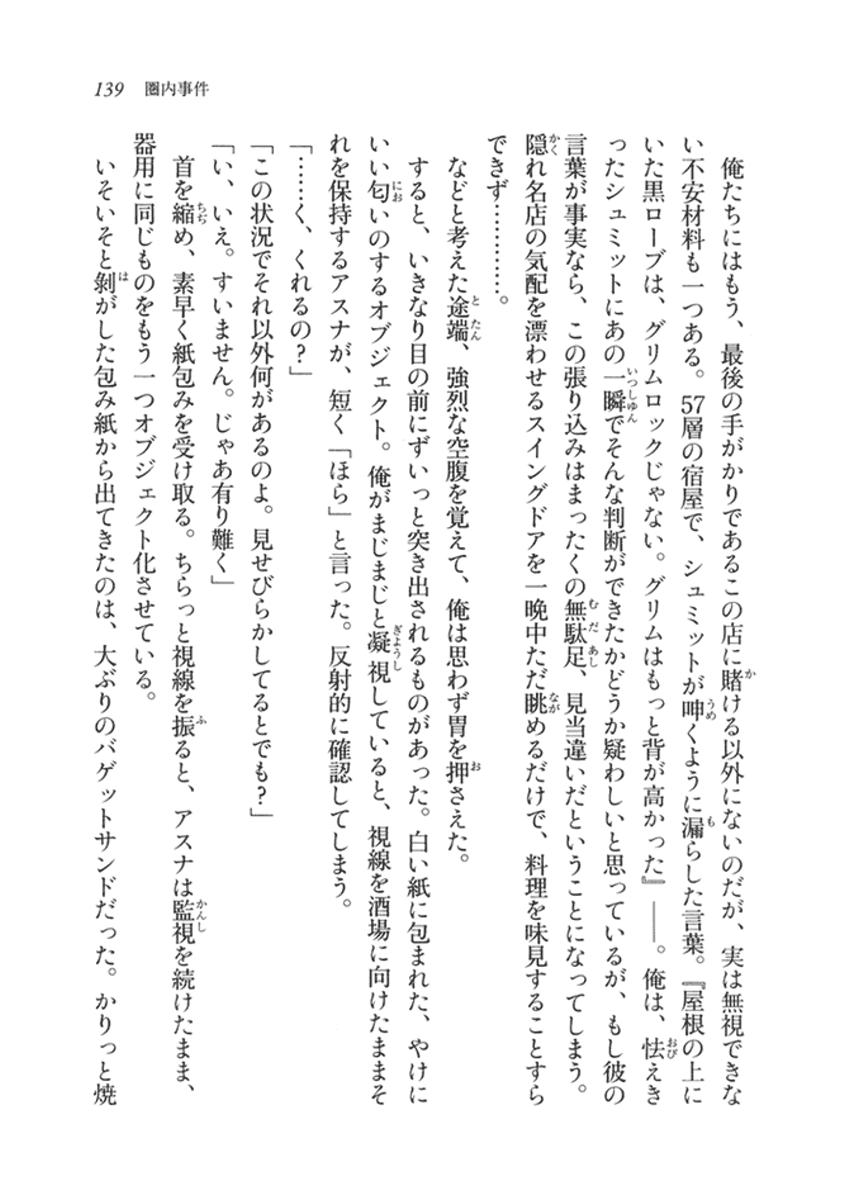 139 圏内事件
俺たちにはもう、最後の手がかりであるこの店に賭ける以外にないのだが、実は無視できな
い不安材料も一つある。57層の宿屋で、シュミットが呻くように漏らした言葉。『屋根の上に
いた黒ローブは、グリムロックじゃない。グリムはもっと背が高かった』――。俺は、怯えき
ったシュミットにあの一瞬でそんな判断ができたかどうか疑わしいと思っているが、もし彼の
言葉が事実なら、この張り込みはまったくの無駄足、見当違いだということになってしまう。
隠れ名店の気配を漂わせるスイングドアを一晩中ただ眺めるだけで、料理を味見することすら
できず…………。
などと考えた途端、強烈な空腹を覚えて、俺は思わず胃を押さえた。
すると、いきなり目の前にずいっと突き出されるものがあった。白い紙に包まれた、やけに
いい匂いのするオブジェクト。俺がまじまじと凝視していると、視線を酒場に向けたままそ
れを保持するアスナが、短く「ほら」と言った。反射的に確認してしまう。
「……く、くれるの？」
「この状況でそれ以外何があるのよ。見せびらかしてるとでも？」
「い、いえ。すいません。じゃあ有り難く」
首を縮め、素早く紙包みを受け取る。ちらっと視線を振ると、アスナは監視を続けたまま、
器用に同じものをもう一つオブジェクト化させている。
いそいそと剝がした包み紙から出てきたのは、大ぶりのバゲットサンドだった。かりっと焼